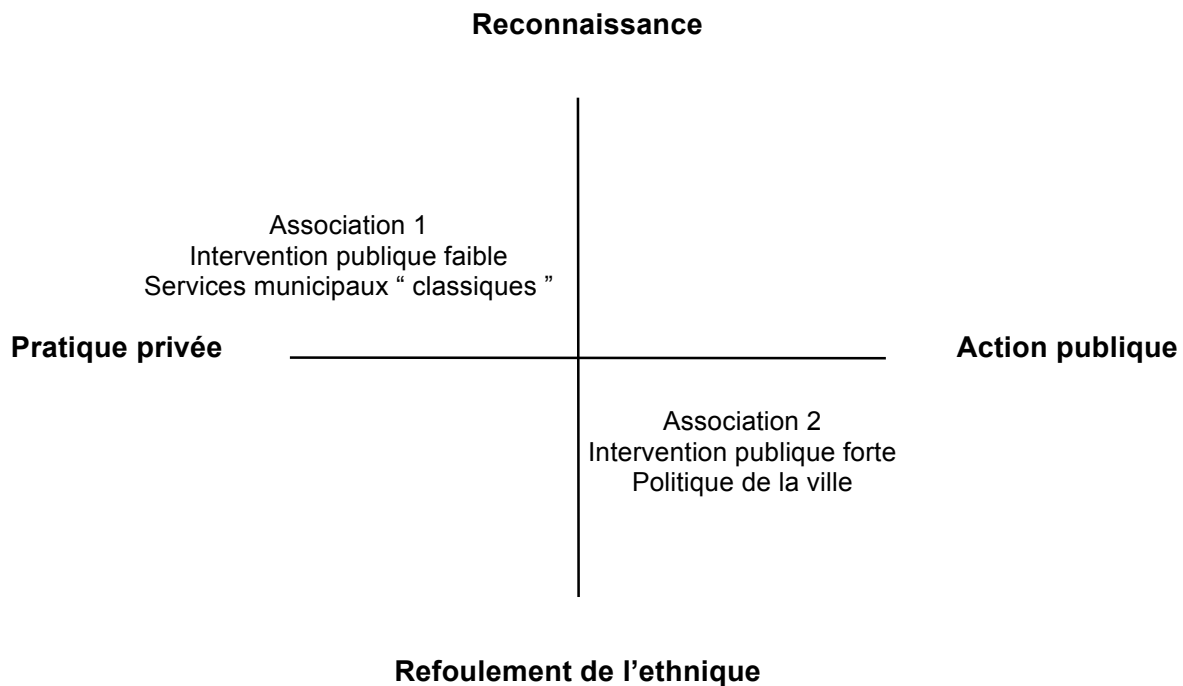 Reconnaissance
Association 1
Intervention publique faible
Services municipaux “ classiques ”
Pratique privée
Action publique
Association 2
Intervention publique forte
Politique de la ville
Refoulement de l’ethnique